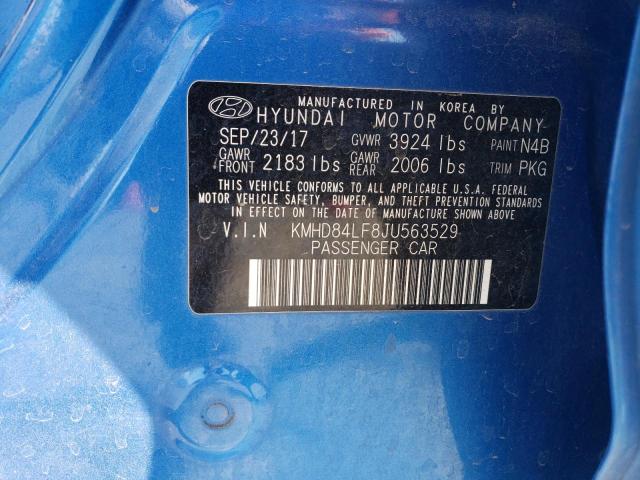 MANUFACTURED IN KOREA BY
HYUNDAI MOTOR COMPANY
SEP/23/17 GVWR 3924 lbs PAINT N4B
GAWR FRONT 2183 lbs GAWR REAR 2006 lbs TRIM PKG
THIS VEHICLE CONFORMS TO ALL APPLICABLE U.S.A. FEDERAL
MOTOR VEHICLE SAFETY, BUMPER, AND THEFT PREVENTION STANDARDS
IN EFFECT ON THE DATE OF MANUFACTURE SHOWN ABOVE.
V.I.N KMHD84LF8JU563529
PASSENGER CAR